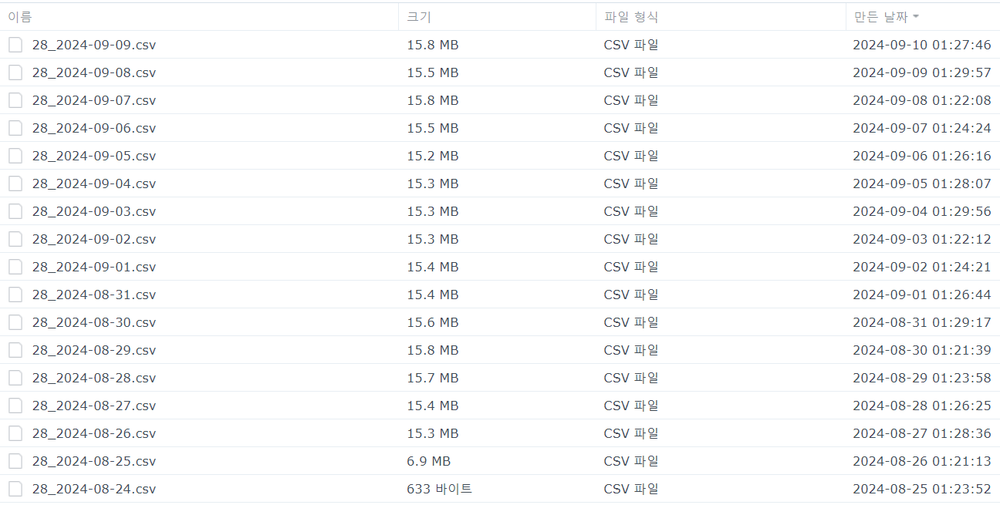 이름 크기 파일 형식 만든 날짜
28_2024-09-09.csv 15.8 MB CSV 파일 2024-09-10 01:27:46
28_2024-09-08.csv 15.5 MB CSV 파일 2024-09-09 01:29:57
28_2024-09-07.csv 15.8 MB CSV 파일 2024-09-08 01:22:08
28_2024-09-06.csv 15.5 MB CSV 파일 2024-09-07 01:24:24
28_2024-09-05.csv 15.2 MB CSV 파일 2024-09-06 01:26:16
28_2024-09-04.csv 15.3 MB CSV 파일 2024-09-05 01:28:07
28_2024-09-03.csv 15.3 MB CSV 파일 2024-09-04 01:29:56
28_2024-09-02.csv 15.3 MB CSV 파일 2024-09-03 01:22:12
28_2024-09-01.csv 15.4 MB CSV 파일 2024-09-02 01:24:21
28_2024-08-31.csv 15.4 MB CSV 파일 2024-09-01 01:26:44
28_2024-08-30.csv 15.6 MB CSV 파일 2024-08-31 01:29:17
28_2024-08-29.csv 15.8 MB CSV 파일 2024-08-30 01:21:39
28_2024-08-28.csv 15.7 MB CSV 파일 2024-08-29 01:23:58
28_2024-08-27.csv 15.4 MB CSV 파일 2024-08-28 01:26:25
28_2024-08-26.csv 15.3 MB CSV 파일 2024-08-27 01:28:36
28_2024-08-25.csv 6.9 MB CSV 파일 2024-08-26 01:21:13
28_2024-08-24.csv 633 바이트 CSV 파일 2024-08-25 01:23:52